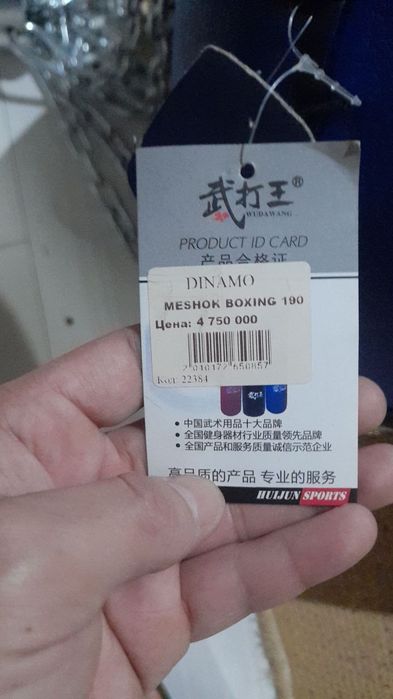 武打王®
WUDAWANG
PRODUCT ID CARD
产品合格证
DINAMO
MESHOK BOXING 190
Цена: 4 750 000
2 010172 650857
Код: 22384
• 中国武术用品十大品牌
• 全国健身器材行业质量领先品牌
• 全国产品和服务质量诚信示范企业
高品质的产品 专业的服务
HUIJUN SPORTS